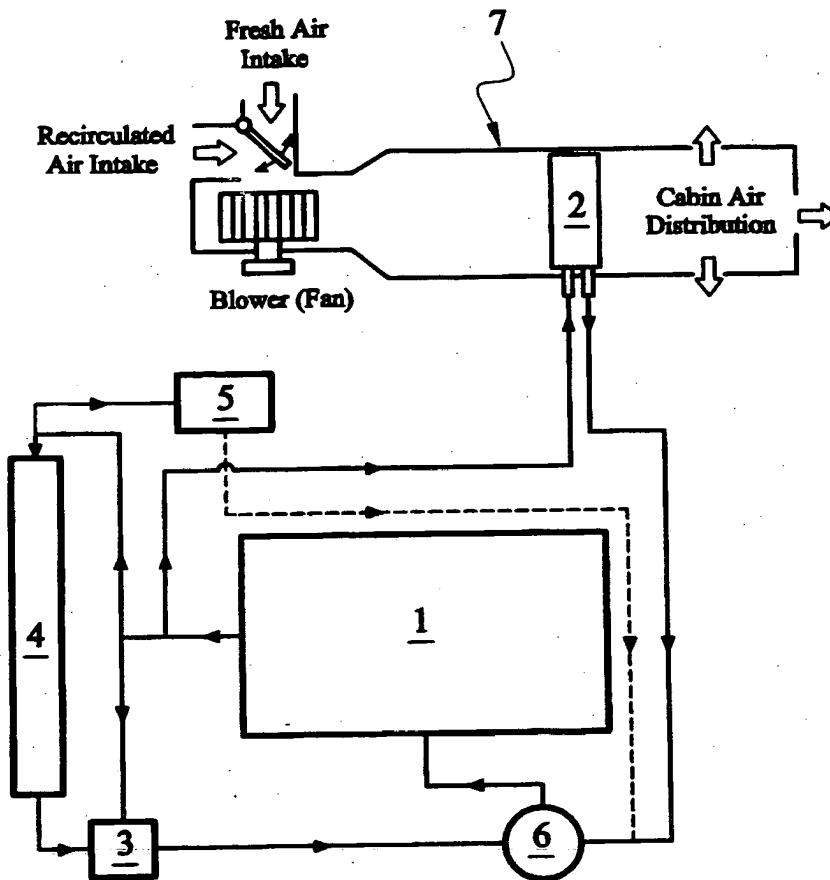 Fresh Air
Intake
7
Recirculated
Air Intake
2
Cabin Air
Distribution
Blower (Fan)
5
1
4
3
6